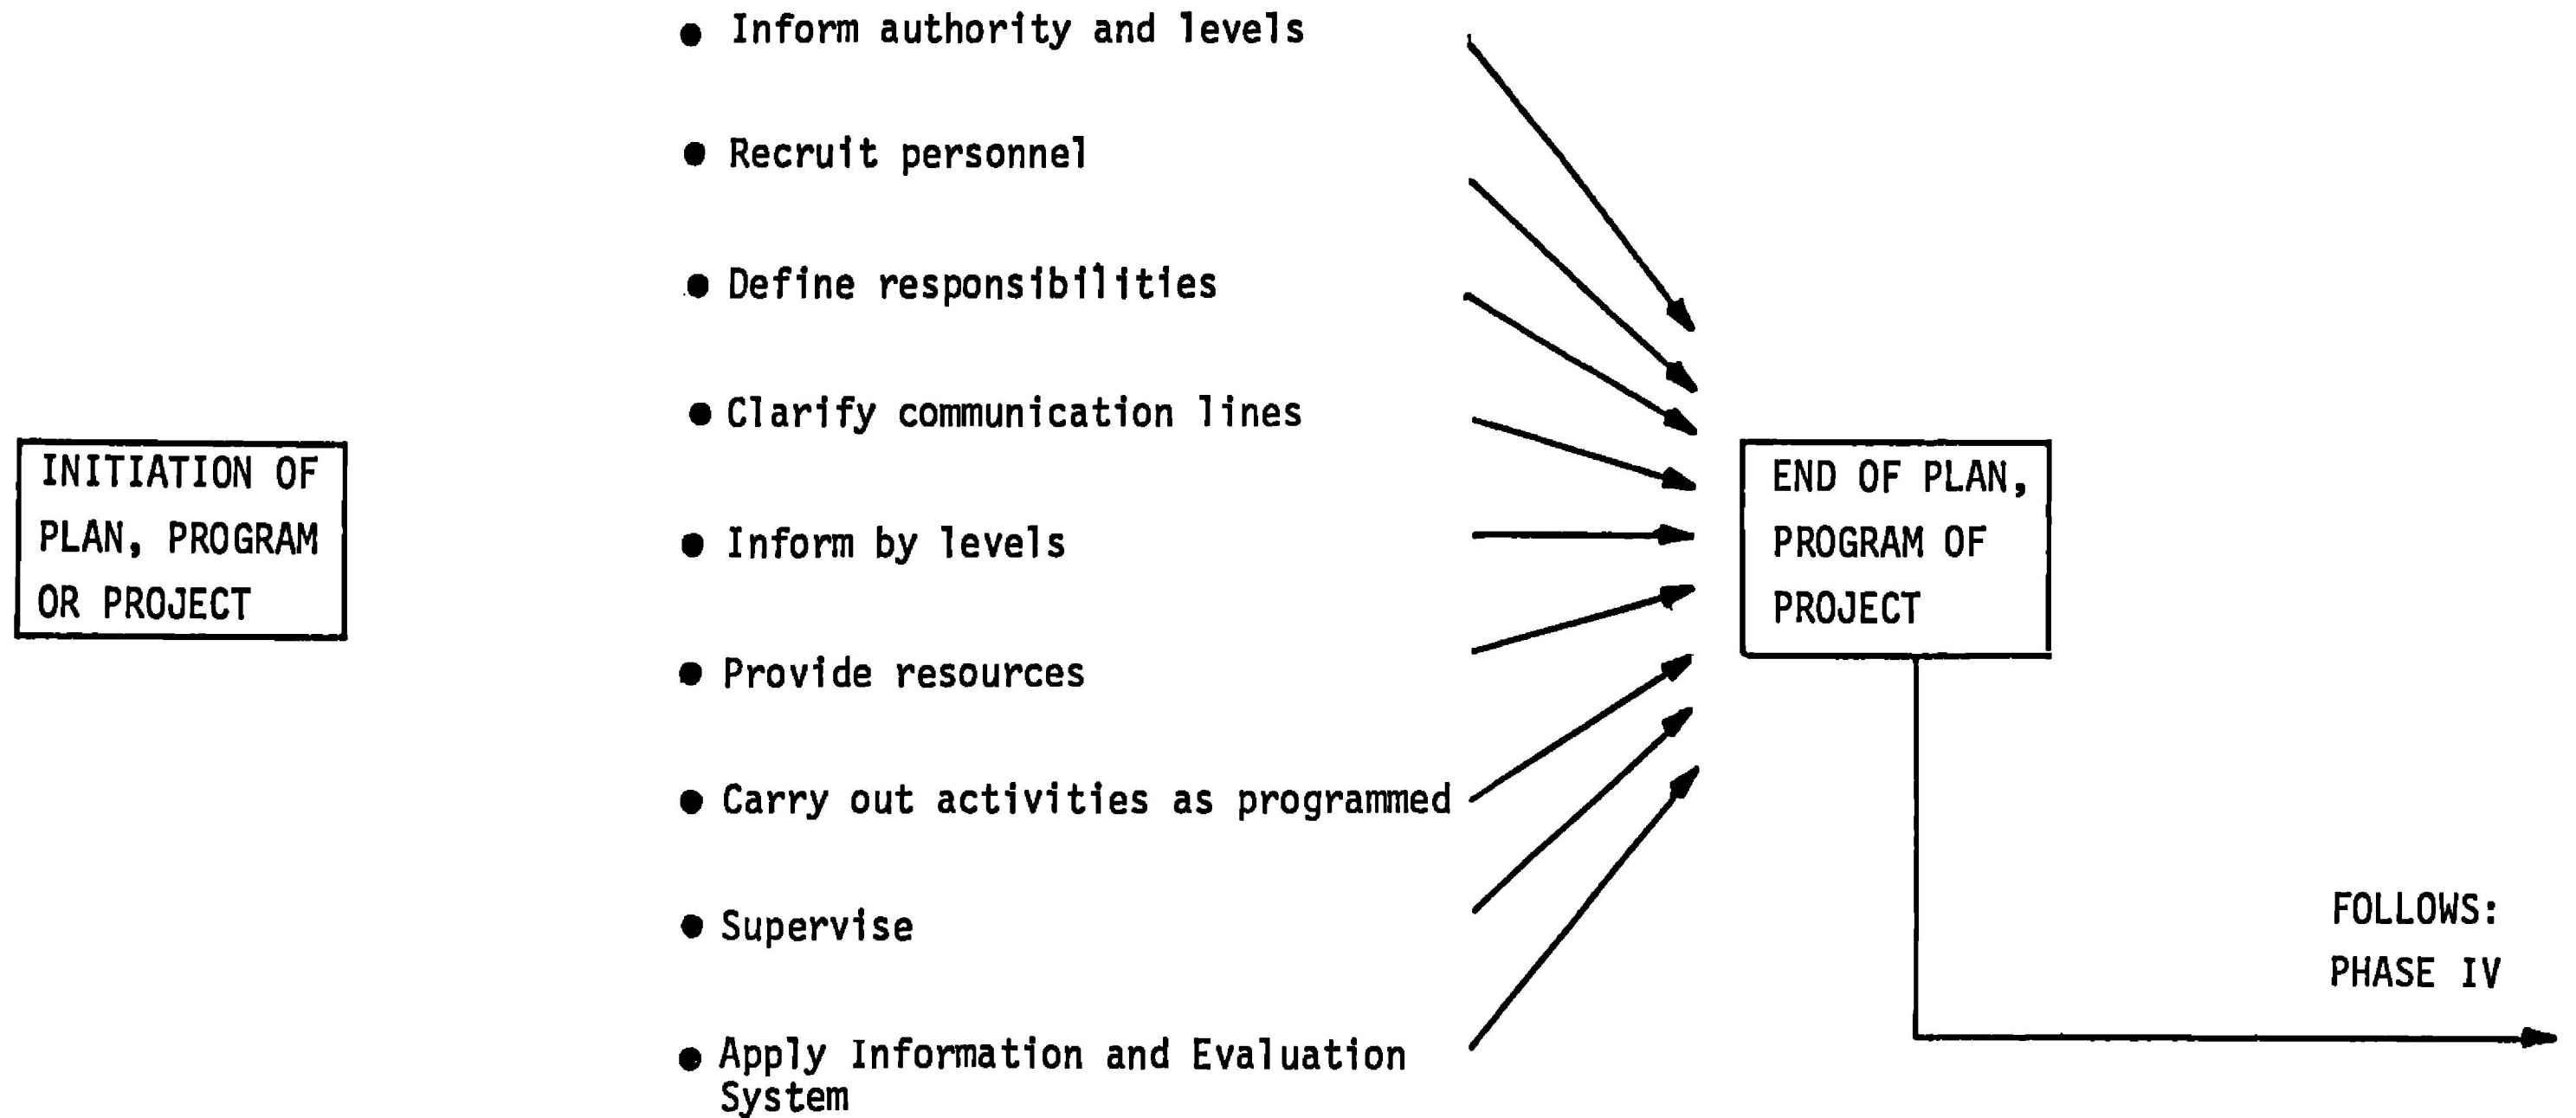 ● Inform authority and levels
● Recruit personnel
● Define responsibilities
● Clarify communication lines
● Inform by levels
● Provide resources
● Carry out activities as programmed
● Supervise
● Apply Information and Evaluation
System
INITIATION OF
PLAN, PROGRAM
OR PROJECT
END OF PLAN,
PROGRAM OF
PROJECT
FOLLOWS:
PHASE IV